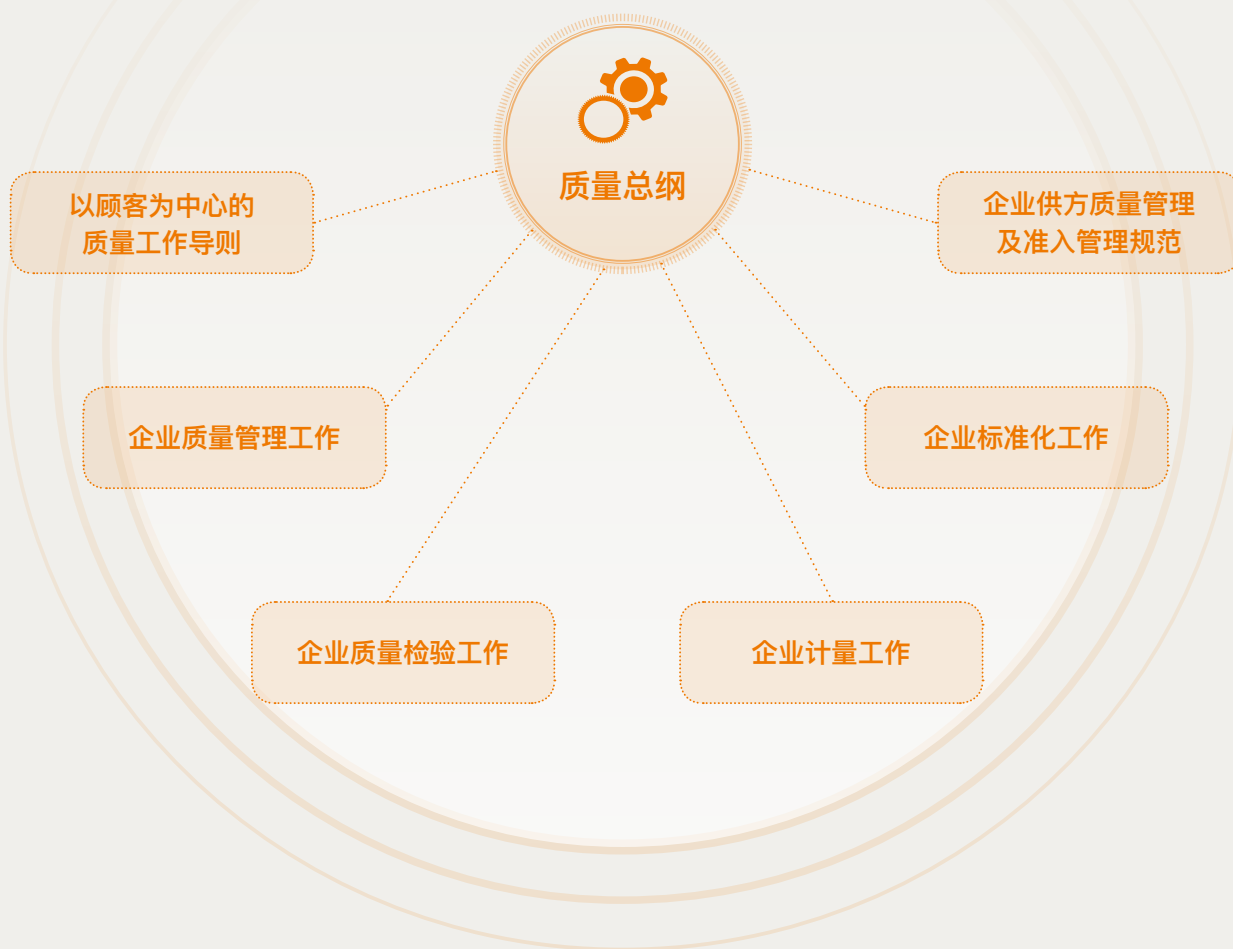 质量总纲
以顾客为中心的
质量工作导则
企业供方质量管理
及准入管理规范
企业质量管理工作
企业标准化工作
企业质量检验工作
企业计量工作